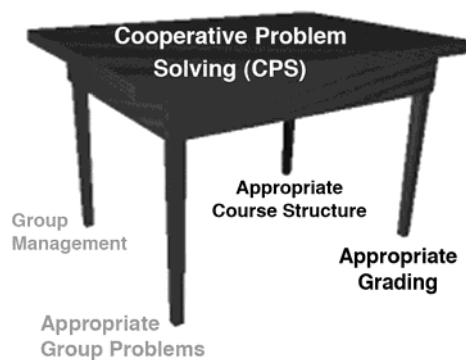 Cooperative Problem
Solving (CPS)
Appropriate
Course Structure
Group
Management
Appropriate
Grading
Appropriate
Group Problems